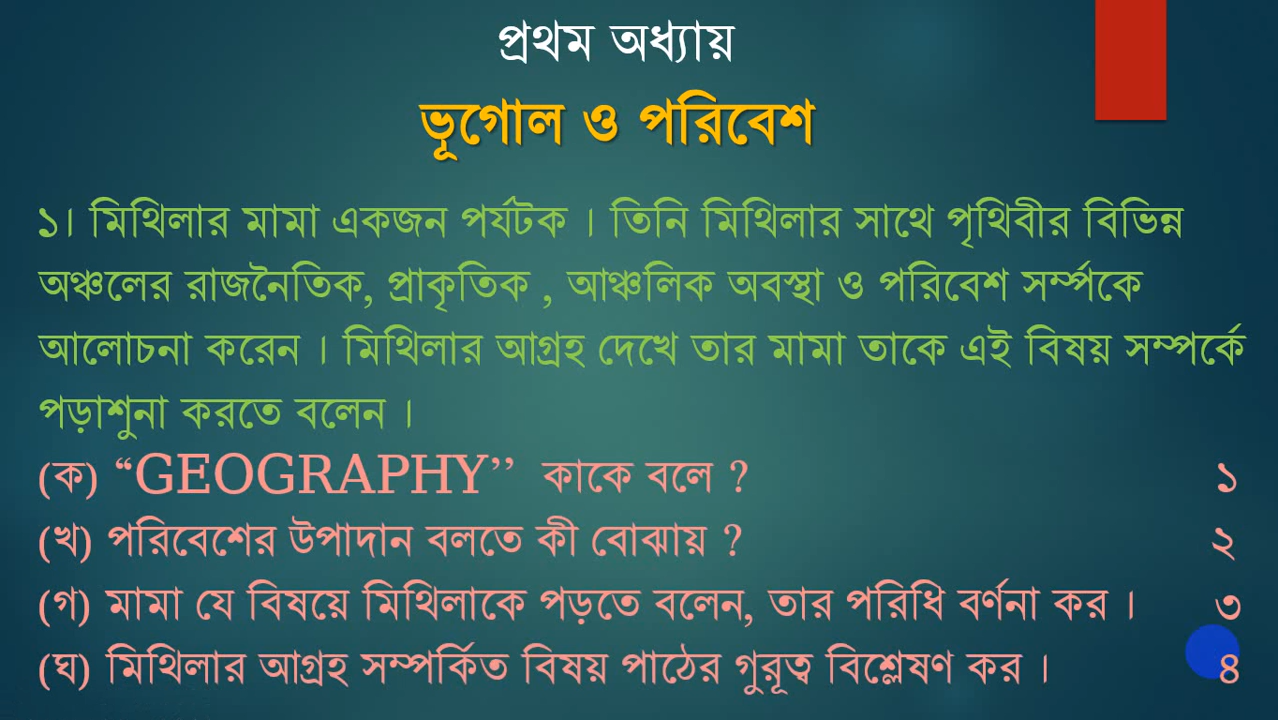 প্রথম অধ্যায়
ভূগোল ও পরিবেশ
১। মিথিলার মামা একজন পর্যটক । তিনি মিথিলার সাথে পৃথিবীর বিভিন্ন
অঞ্চলের রাজনৈতিক, প্রাকৃতিক , আঞ্চলিক অবস্থা ও পরিবেশ সর্ম্পকে
আলোচনা করেন । মিথিলার আগ্রহ দেখে তার মামা তাকে এই বিষয় সম্পর্কে
পড়াশুনা করতে বলেন ।
(ক) “GEOGRAPHY’’ কাকে বলে ? ১
(খ) পরিবেশের উপাদান বলতে কী বোঝায় ? ২
(গ) মামা যে বিষয়ে মিথিলাকে পড়তে বলেন, তার পরিধি বর্ণনা কর । ৩
(ঘ) মিথিলার আগ্রহ সম্পর্কিত বিষয় পাঠের গুরূত্ব বিশ্লেষণ কর । ৪